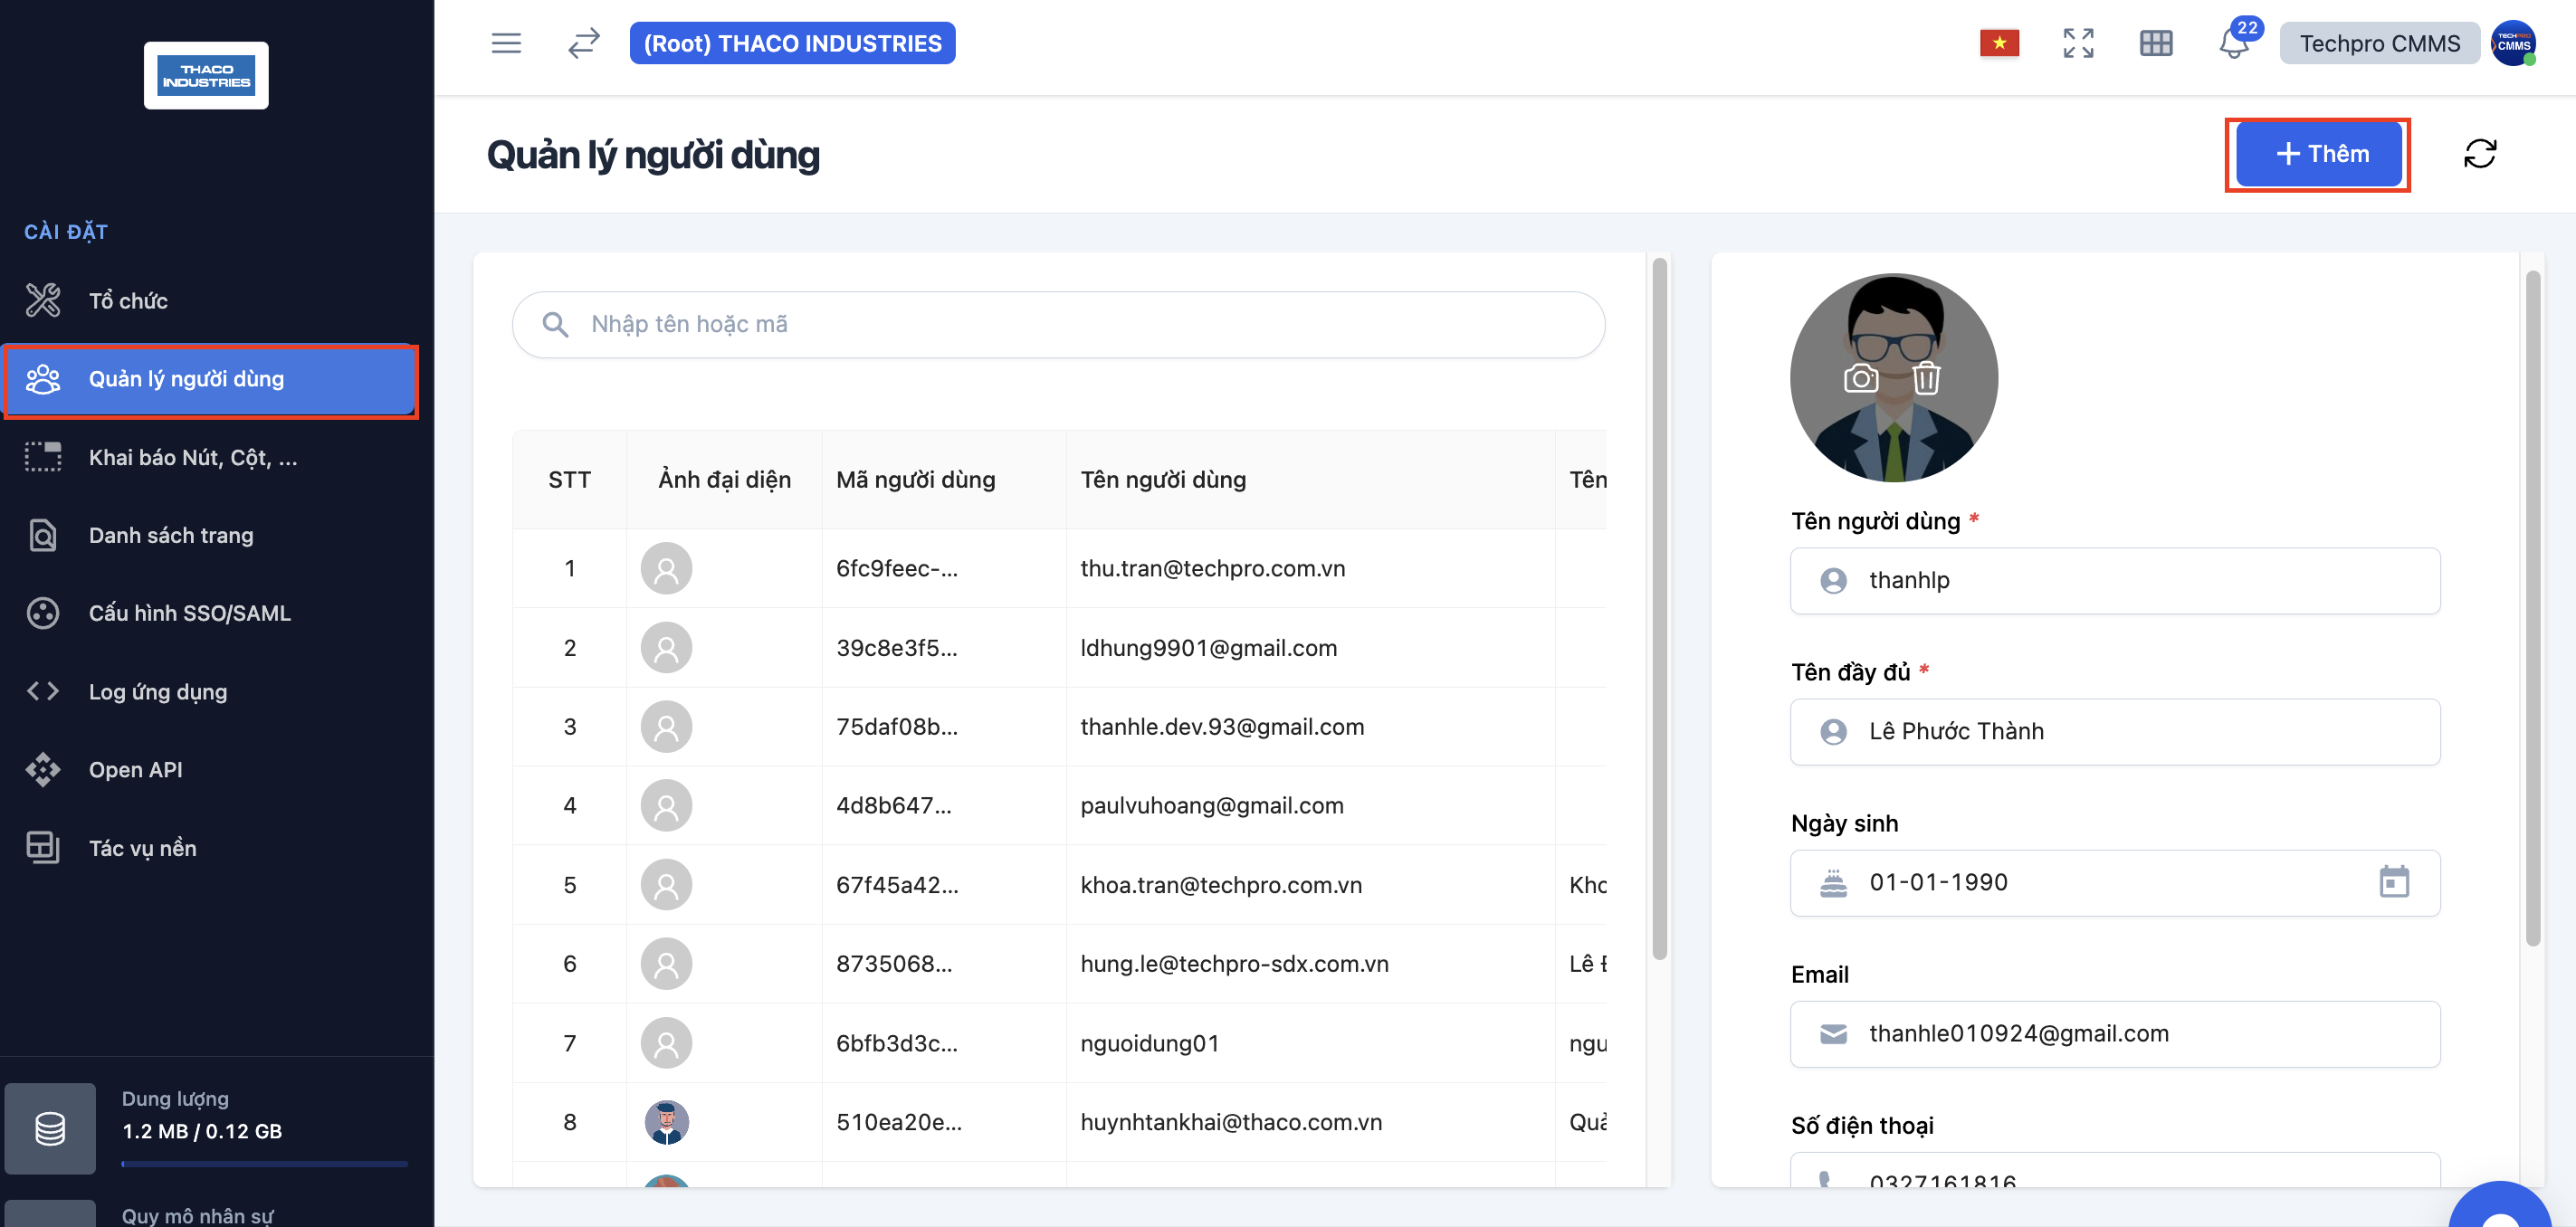 THACO
INDUSTRIES
CÀI ĐẶT
Tổ chức
Quản lý người dùng
Khai báo Nút, Cột, ...
Danh sách trang
Cấu hình SSO/SAML
Log ứng dụng
Open API
Tác vụ nền
Dung lượng
1.2 MB / 0.12 GB
Quy mô nhân sự
(Root) THACO INDUSTRIES
22
Techpro CMMS
TECHPRO
CMMS
Quản lý người dùng
Thêm
Nhập tên hoặc mã
STT Ảnh đại diện Mã người dùng Tên người dùng Tên
1 6fc9feec-... thu.tran@techpro.com.vn
2 39c8e3f5... ldhung9901@gmail.com
3 75daf08b... thanhle.dev.93@gmail.com
4 4d8b647... paulvuhoang@gmail.com
5 67f45a42... khoa.tran@techpro.com.vn Kho
6 8735068... hung.le@techpro-sdx.com.vn Lê
7 6bfb3d3c... nguoidung01 ngu
8 510ea20e... huynhtankhai@thaco.com.vn Quả
Tên người dùng *
thanhlp
Tên đầy đủ *
Lê Phước Thành
Ngày sinh
01-01-1990
Email
thanhle010924@gmail.com
Số điện thoại
0327161816